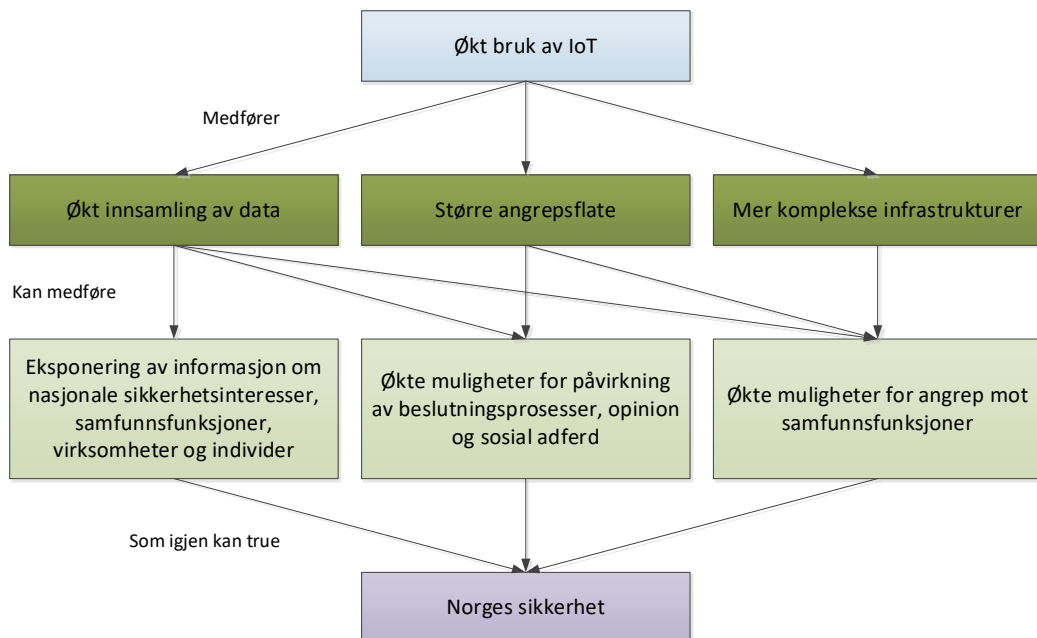 Økt bruk av IoT
Medfører
Økt innsamling av data
Større angrepsflate
Mer komplekse infrastrukturer
Kan medføre
Eksponering av informasjon om
nasjonale sikkerhetsinteresser,
samfunnsfunksjoner,
virksomheter og individer
Økte muligheter for påvirkning
av beslutningsprosesser, opinion
og sosial adferd
Økte muligheter for angrep mot
samfunnsfunksjoner
Som igjen kan true
Norges sikkerhet